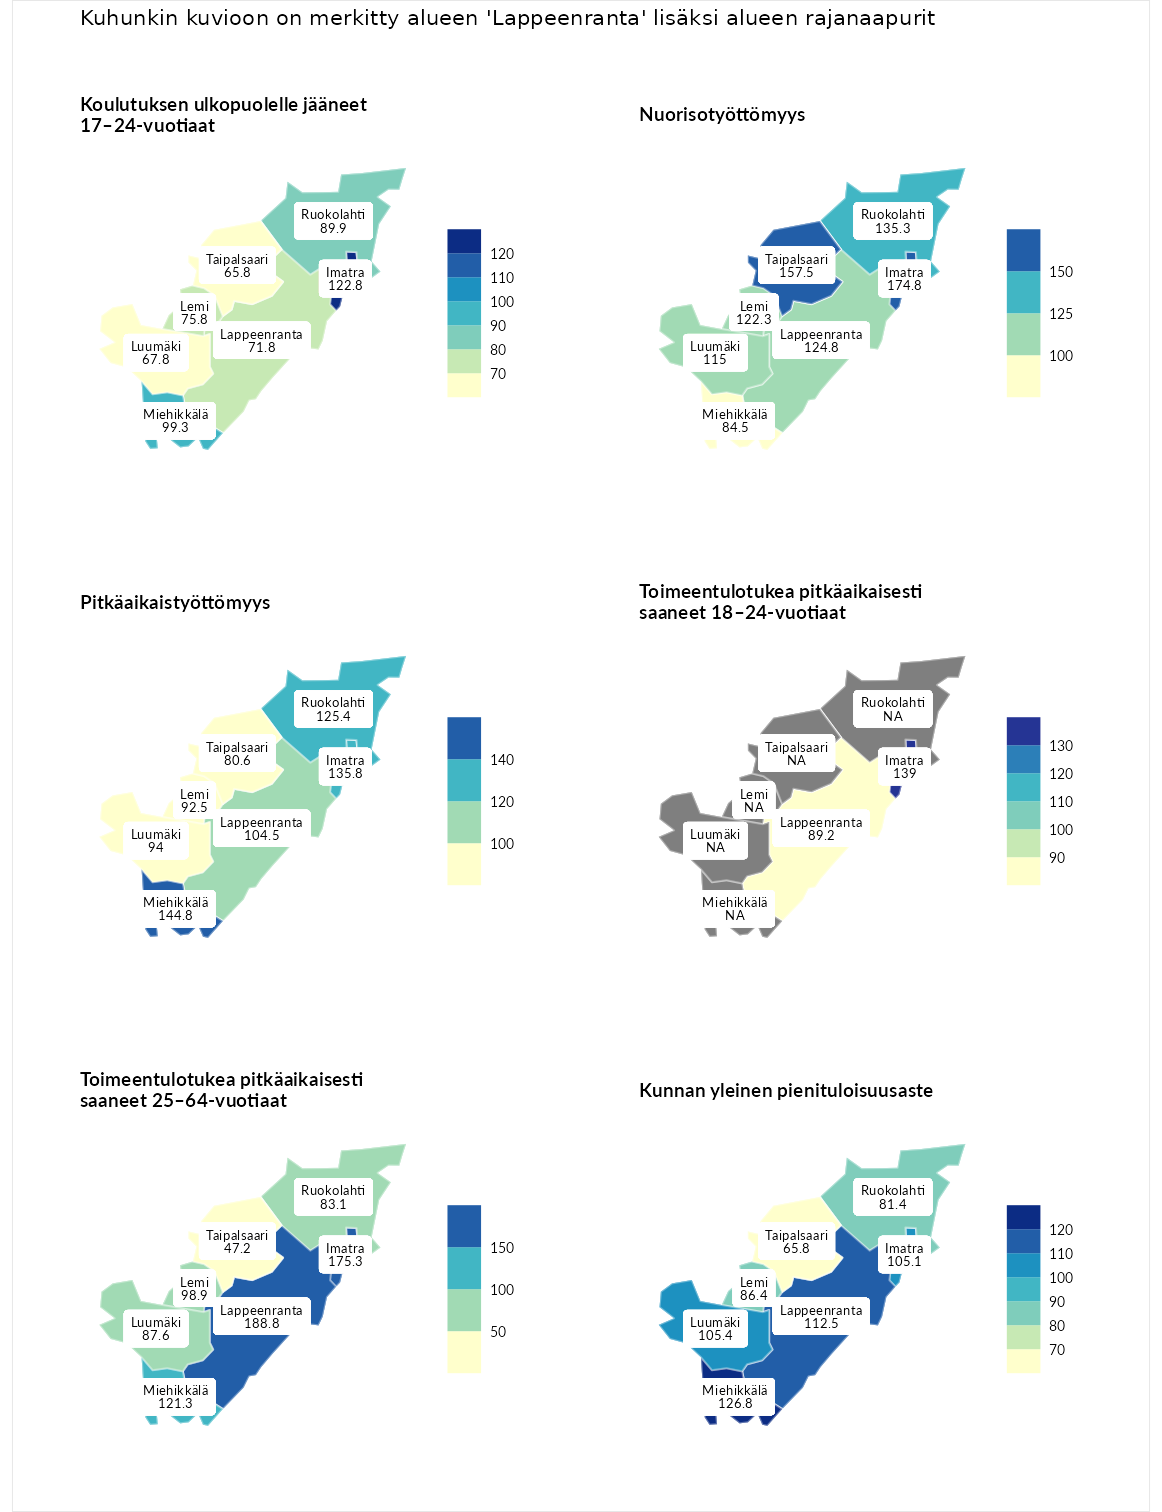 Kuhunkin kuvioon on merkitty alueen 'Lappeenranta' lisäksi alueen rajanaapurit
Koulutuksen ulkopuolelle jääneet
17–24-vuotiaat
Ruokolahti
89.9
Taipalsaari
65.8
Imatra
122.8
Lemi
75.8
Lappeenranta
71.8
Luumäki
67.8
Miehikkälä
99.3
120
110
100
90
80
70
Nuorisotyöttömyys
Ruokolahti
135.3
Taipalsaari
157.5
Imatra
174.8
Lemi
122.3
Lappeenranta
124.8
Luumäki
115
Miehikkälä
84.5
150
125
100
Pitkäaikaistyöttömyys
Ruokolahti
125.4
Taipalsaari
80.6
Imatra
135.8
Lemi
92.5
Lappeenranta
104.5
Luumäki
94
Miehikkälä
144.8
140
120
100
Toimeentulotukea pitkäaikaisesti
saaneet 18–24-vuotiaat
Ruokolahti
NA
Taipalsaari
NA
Imatra
139
Lemi
NA
Lappeenranta
89.2
Luumäki
NA
Miehikkälä
NA
130
120
110
100
90
Toimeentulotukea pitkäaikaisesti
saaneet 25–64-vuotiaat
Ruokolahti
83.1
Taipalsaari
47.2
Imatra
175.3
Lemi
98.9
Lappeenranta
188.8
Luumäki
87.6
Miehikkälä
121.3
150
100
50
Kunnan yleinen pienituloisuusaste
Ruokolahti
81.4
Taipalsaari
65.8
Imatra
105.1
Lemi
86.4
Lappeenranta
112.5
Luumäki
105.4
Miehikkälä
126.8
120
110
100
90
80
70